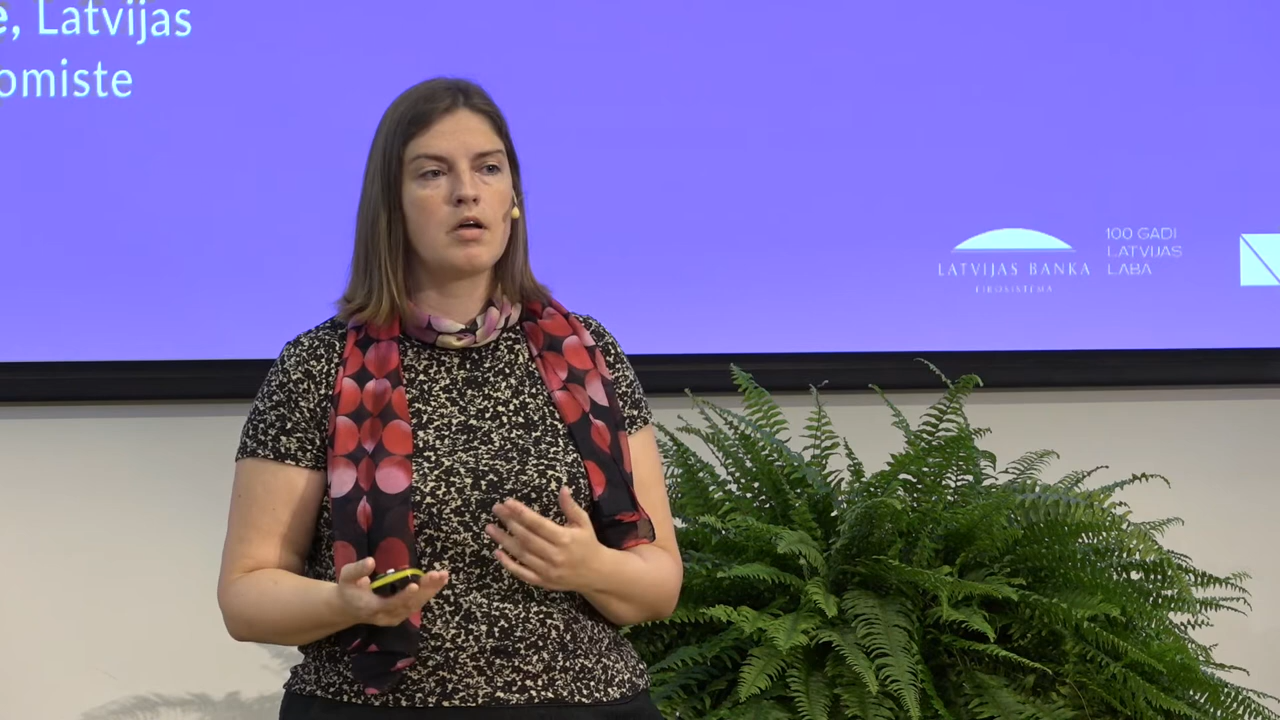 e, Latvijas
omiste
LATVIJAS BANKA
EIROSISTĒMA
100 GADI
LATVIJAS
LABĀ